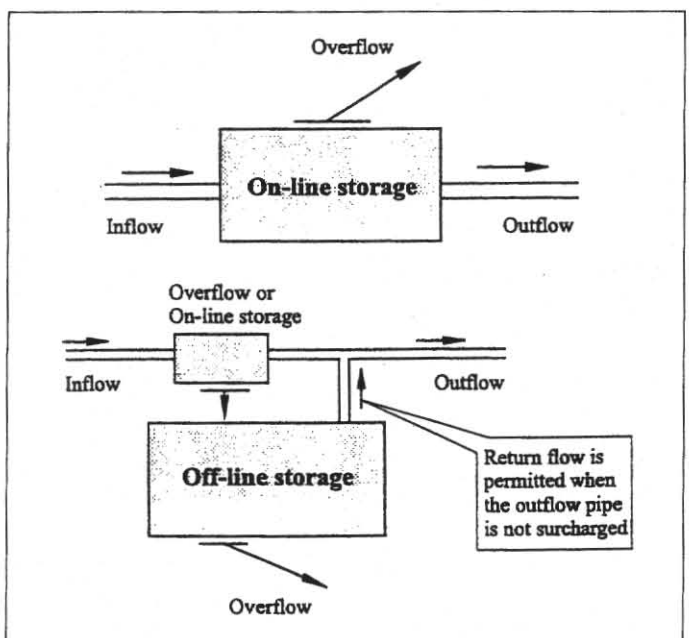 Overflow
On-line storage
Inflow
Outflow
Overflow or
On-line storage
Inflow
Outflow
Off-line storage
Return flow is
permitted when
the outflow pipe
is not surcharged
Overflow